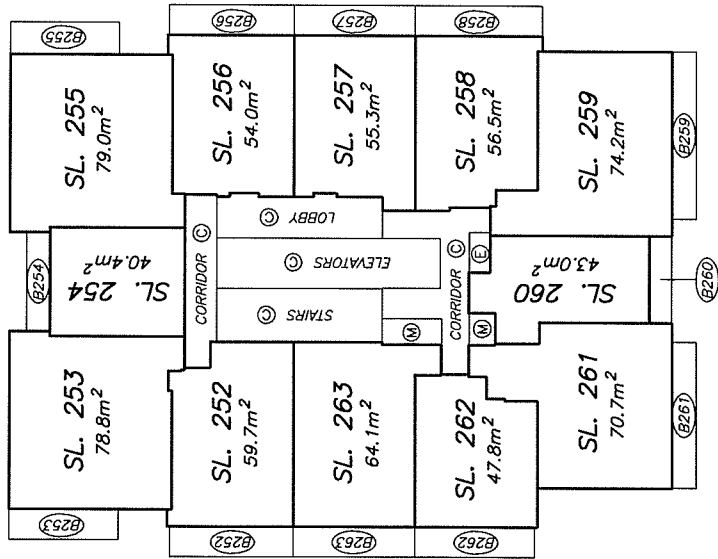 B255
B256
B257
B258
SL. 255
79.0m²
SL. 256
54.0m²
SL. 257
55.3m²
SL. 258
56.5m²
SL. 259
74.2m²
B259
B254
SL. 254
40.4m²
CORRIDOR C
LOBBY C
ELEVATORS C
STAIRS C
CORRIDOR C
E
M
M
SL. 260
43.0m²
B260
SL. 253
78.8m²
SL. 252
59.7m²
SL. 263
64.1m²
SL. 262
47.8m²
SL. 261
70.7m²
B261
B253
B252
B263
B262